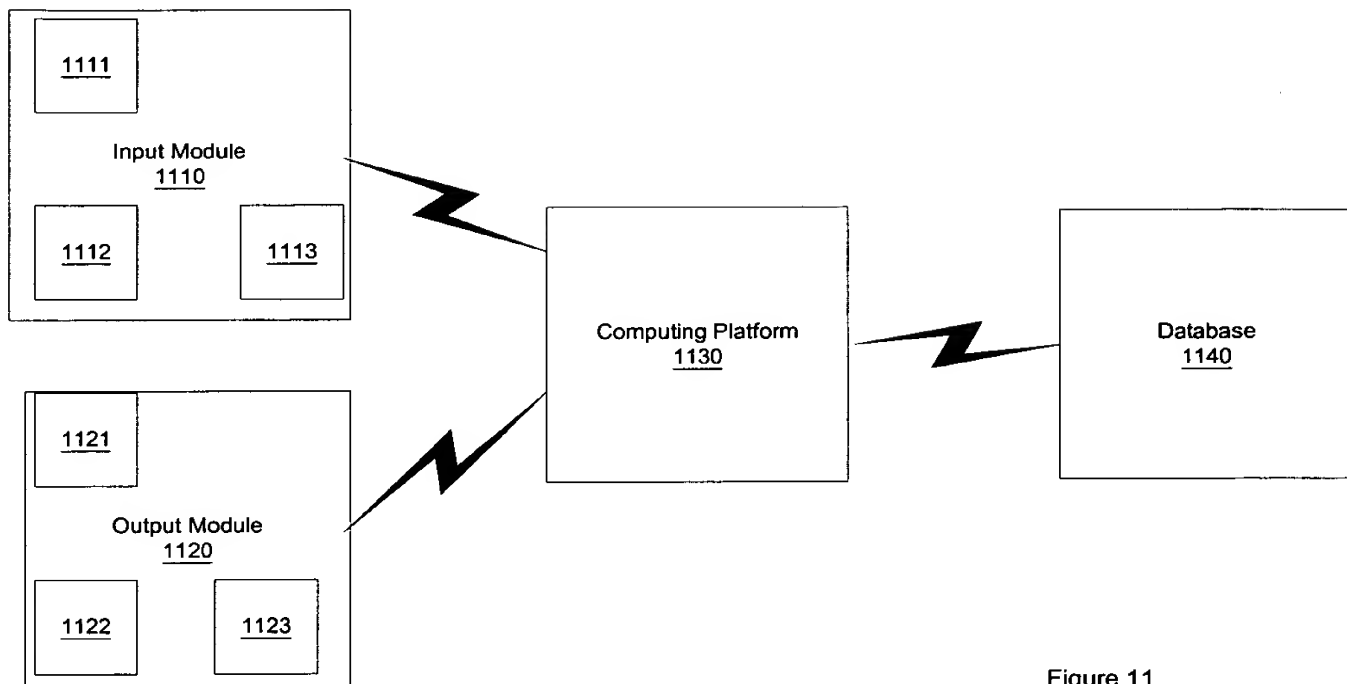 1111
Input Module
1110
1112
1113
Computing Platform
1130
Database
1140
1121
Output Module
1120
1122
1123
Figure 11